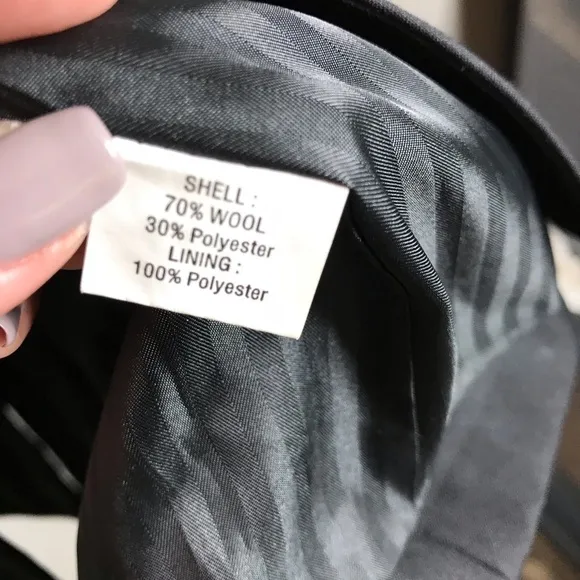 SHELL :
70% WOOL
30% Polyester
LINING :
100% Polyester